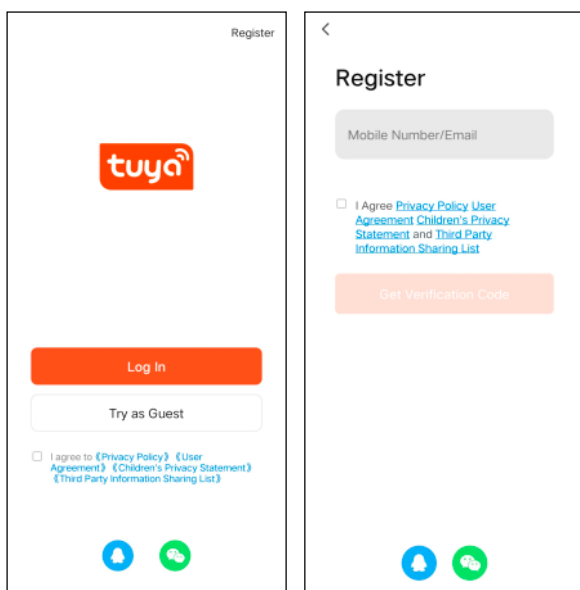 Register
tuya
Log In
Try as Guest
I agree to《Privacy Policy》《User
Agreement》《Children's Privacy Statement》
《Third Party Information Sharing List》
Register
Mobile Number/Email
I Agree Privacy Policy User
Agreement Children's Privacy
Statement and Third Party
Information Sharing List
Get Verification Code